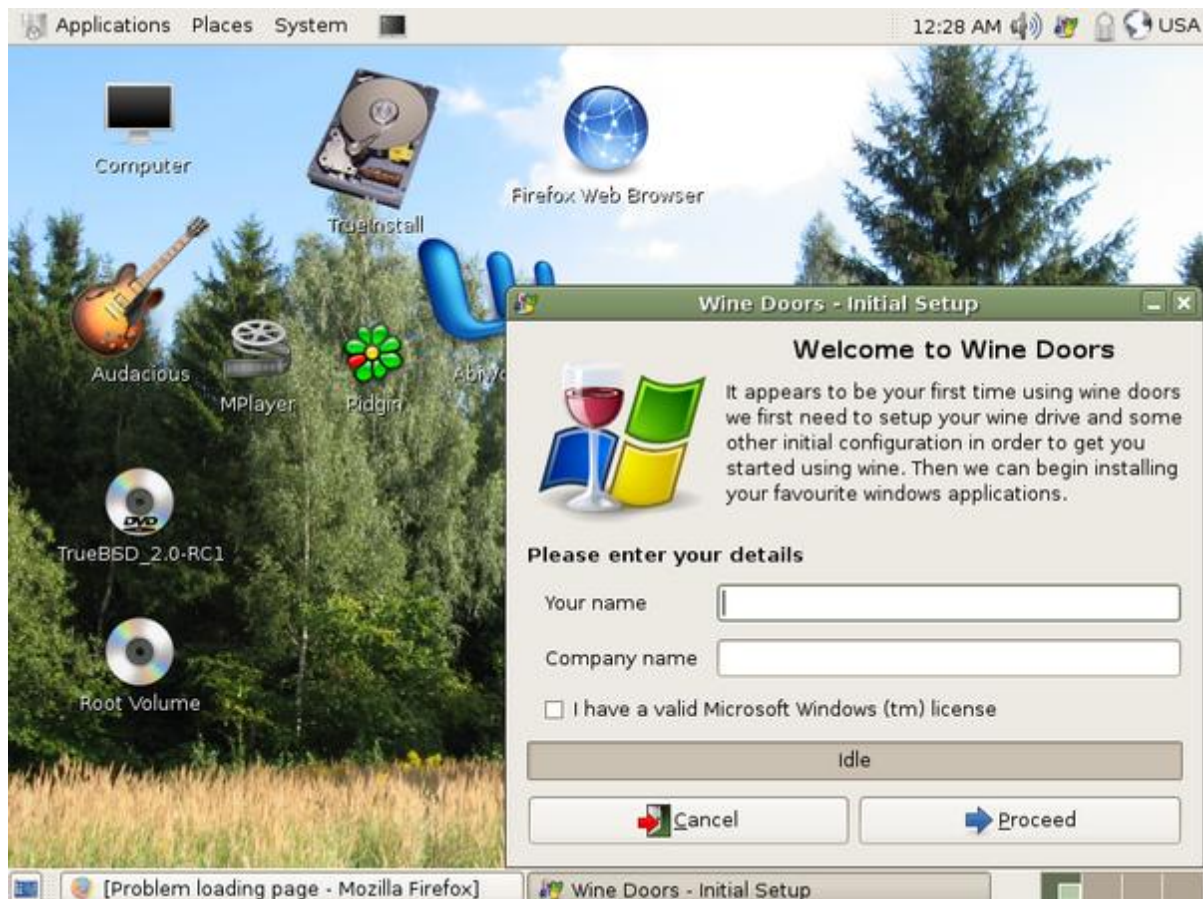 Applications Places System
12:28 AM
USA
Computer
TrueInstall
Firefox Web Browser
Audacious
MPlayer
Pidgin
Wine Doors - Initial Setup
Welcome to Wine Doors
It appears to be your first time using wine doors
we first need to setup your wine drive and some
other initial configuration in order to get you
started using wine. Then we can begin installing
your favourite windows applications.
Please enter your details
Your name
Company name
I have a valid Microsoft Windows (tm) license
Idle
Cancel
Proceed
DVD
TrueBSD_2.0-RC1
Root Volume
[Problem loading page - Mozilla Firefox]
Wine Doors - Initial Setup